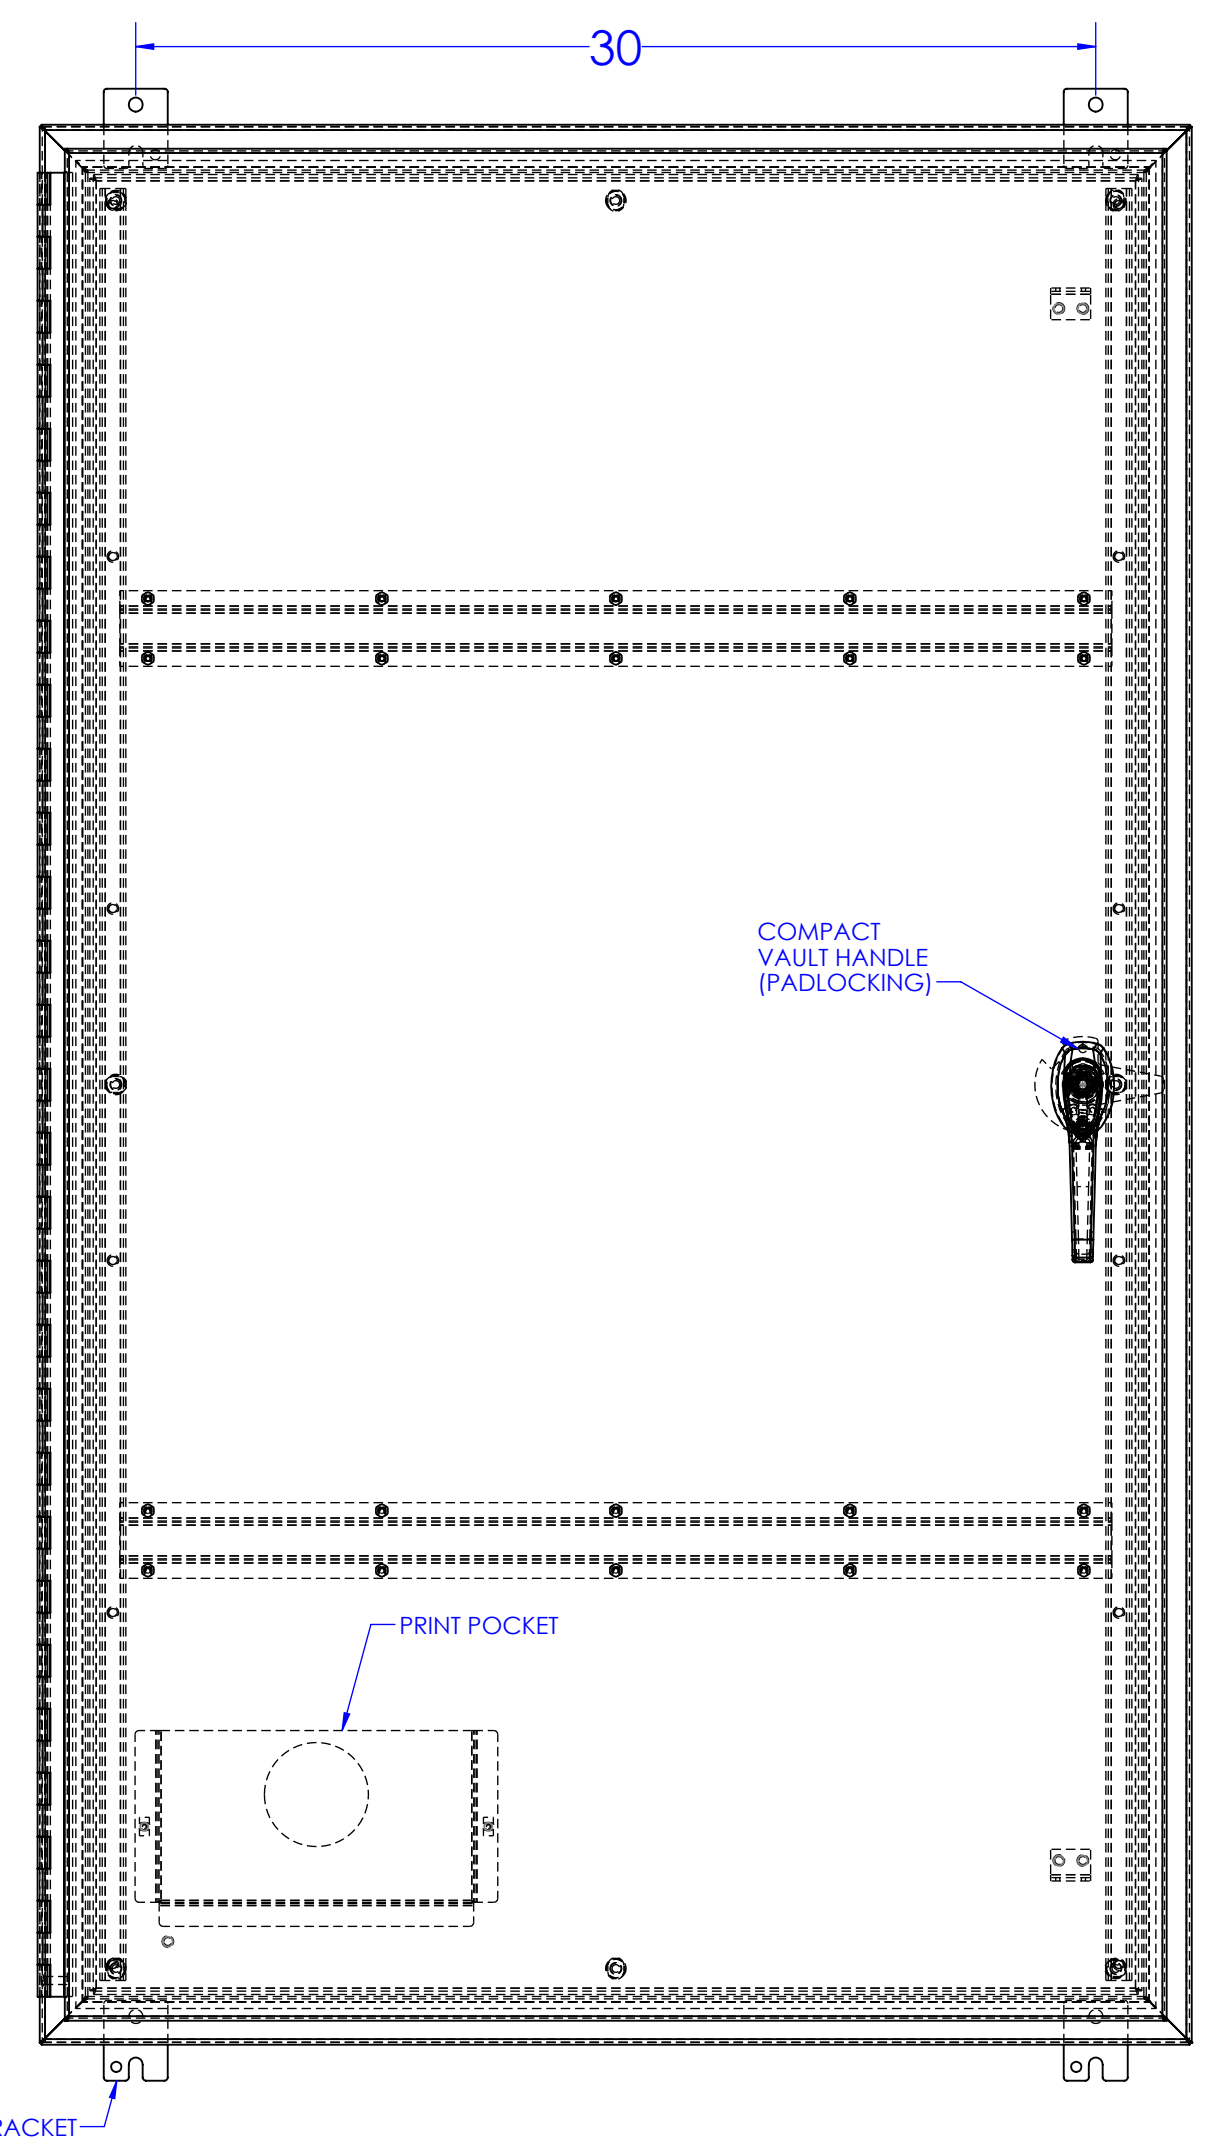 30
COMPACT
VAULT HANDLE
(PADLOCKING)
PRINT POCKET
RACKET